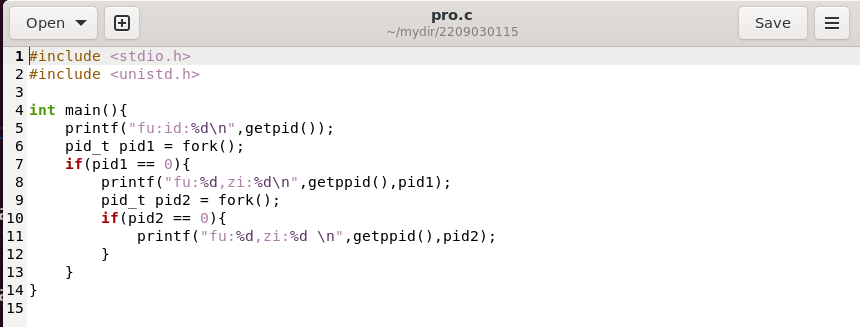 Open
pro.c
~/mydir/2209030115
Save
1 #include <stdio.h>
2 #include <unistd.h>
3
4 int main(){
5     printf("fu:id:%d\n",getpid());
6     pid_t pid1 = fork();
7     if(pid1 == 0){
8         printf("fu:%d,zi:%d\n",getppid(),pid1);
9         pid_t pid2 = fork();
10         if(pid2 == 0){
11             printf("fu:%d,zi:%d \n",getppid(),pid2);
12         }
13     }
14 }
15